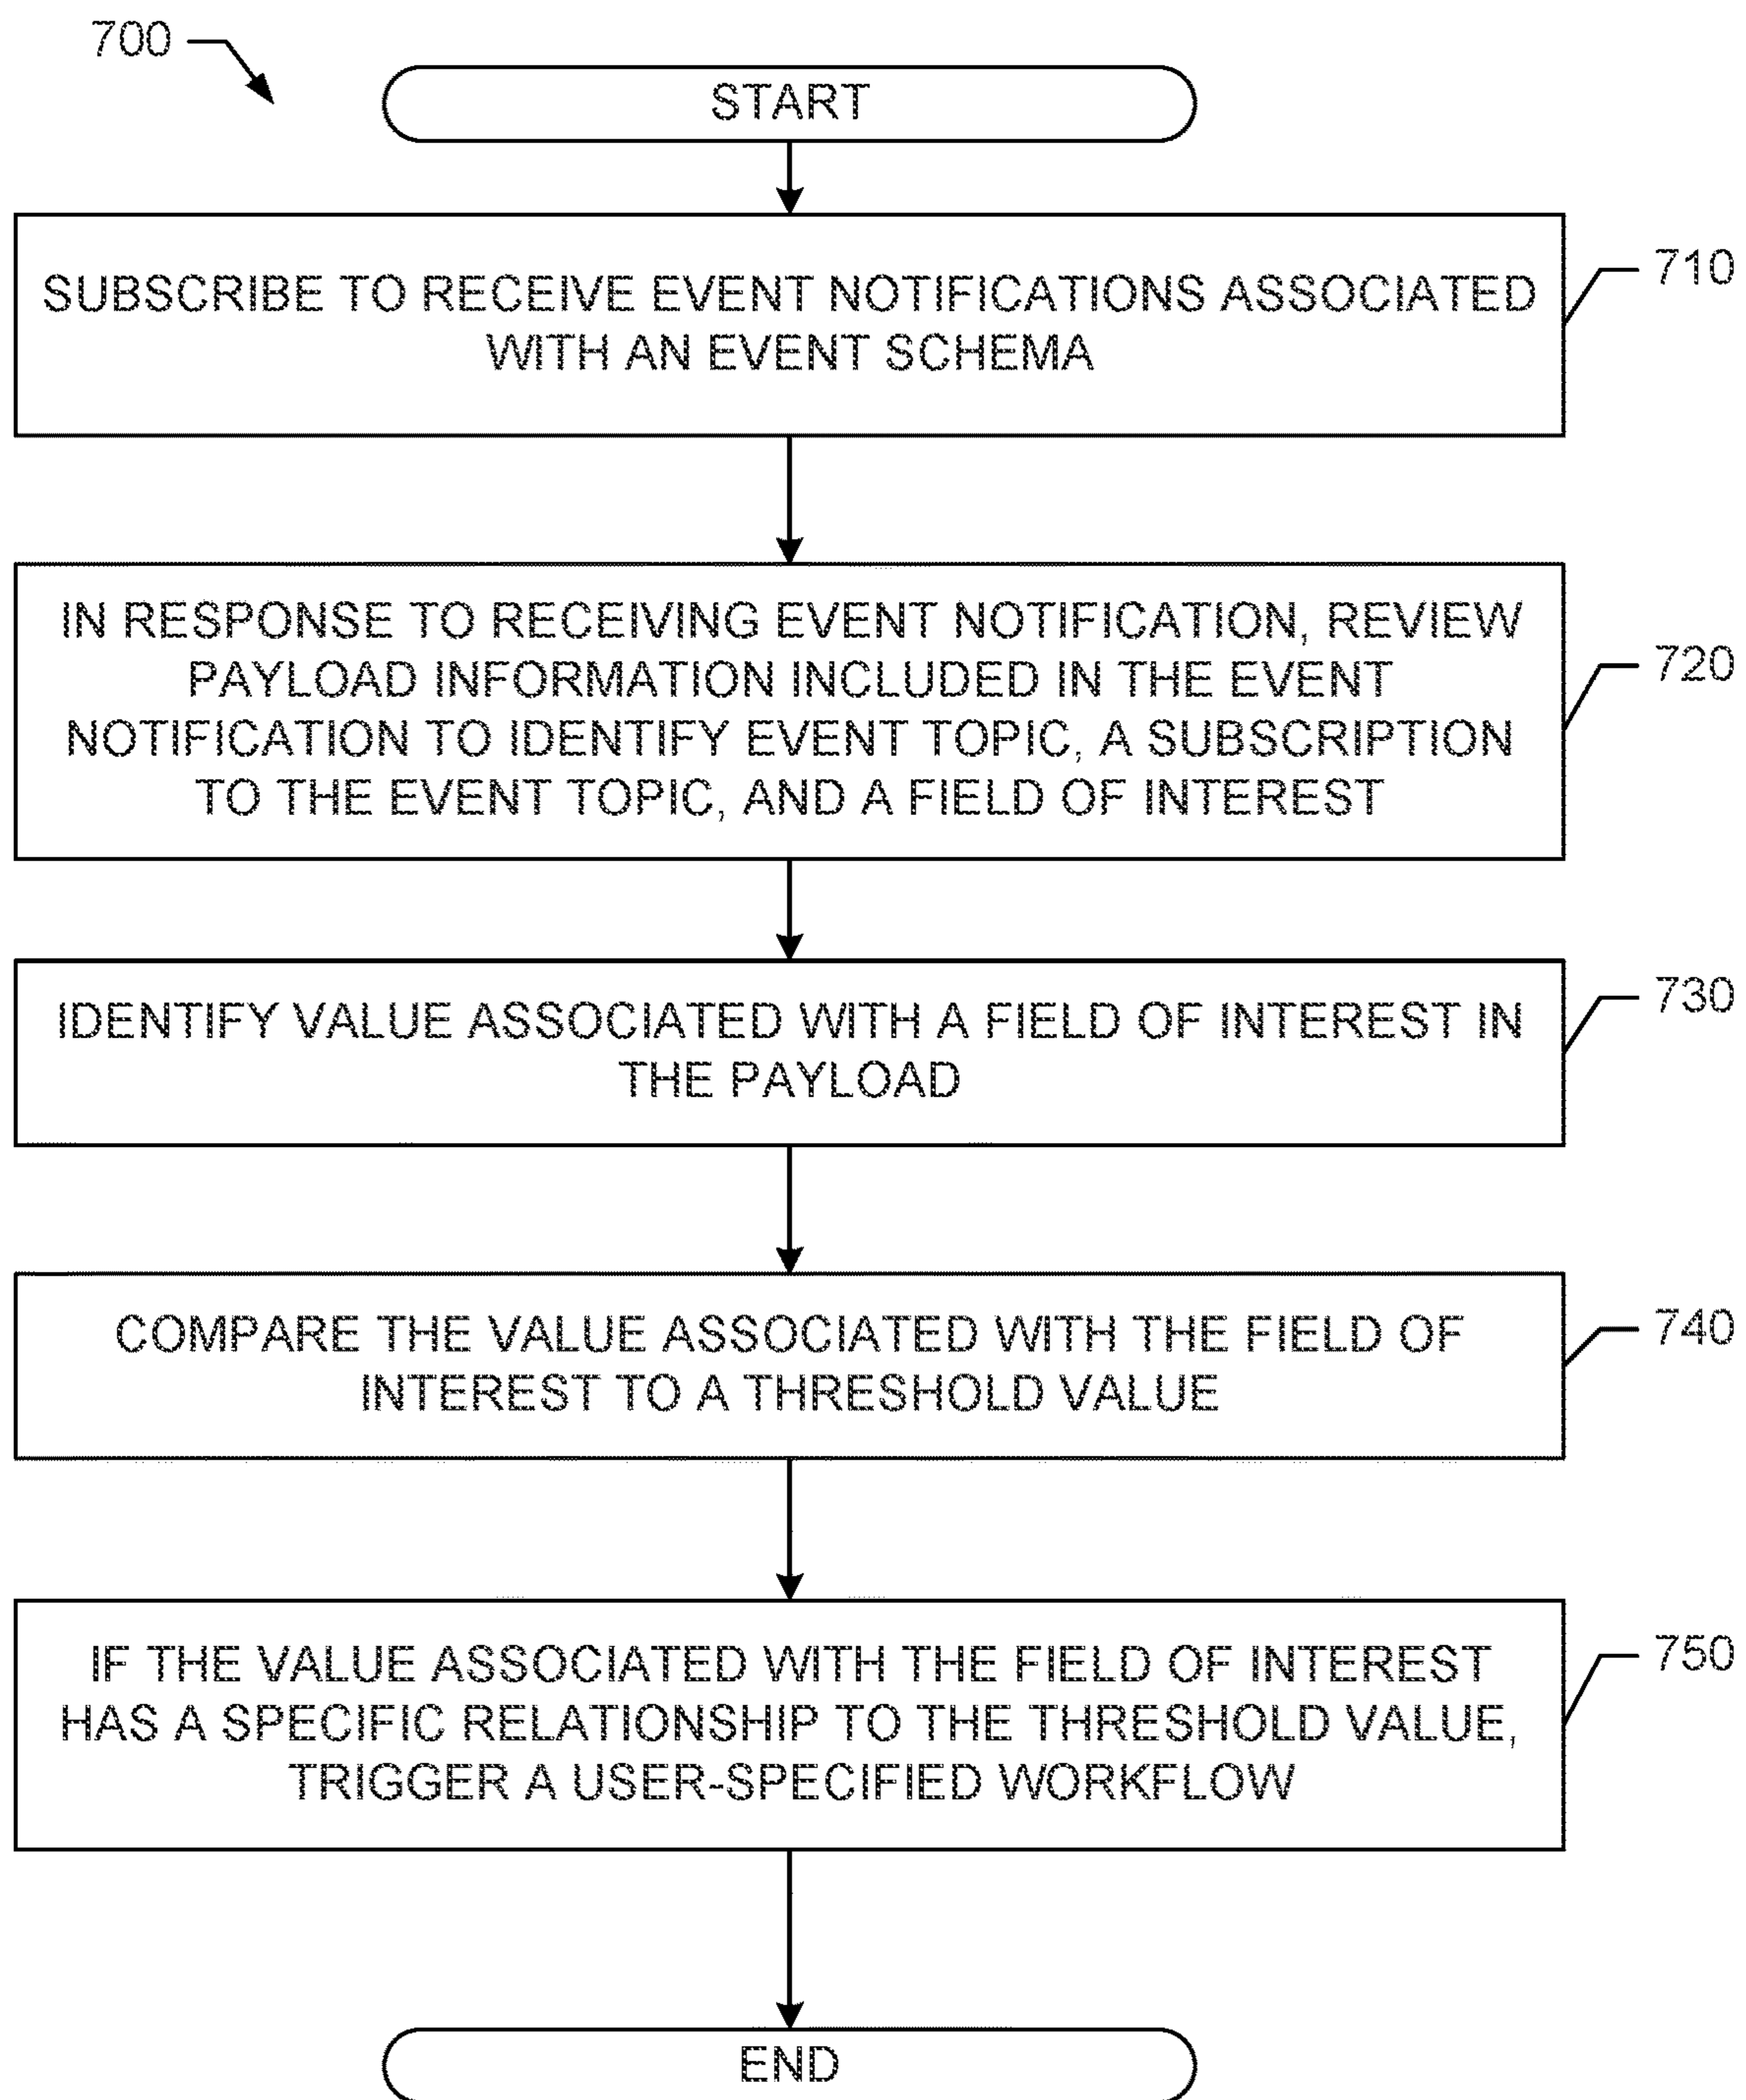 700
START
SUBSCRIBE TO RECEIVE EVENT NOTIFICATIONS ASSOCIATED
WITH AN EVENT SCHEMA
710
IN RESPONSE TO RECEIVING EVENT NOTIFICATION, REVIEW
PAYLOAD INFORMATION INCLUDED IN THE EVENT
NOTIFICATION TO IDENTIFY EVENT TOPIC, A SUBSCRIPTION
TO THE EVENT TOPIC, AND A FIELD OF INTEREST
720
IDENTIFY VALUE ASSOCIATED WITH A FIELD OF INTEREST IN
THE PAYLOAD
730
COMPARE THE VALUE ASSOCIATED WITH THE FIELD OF
INTEREST TO A THRESHOLD VALUE
740
IF THE VALUE ASSOCIATED WITH THE FIELD OF INTEREST
HAS A SPECIFIC RELATIONSHIP TO THE THRESHOLD VALUE,
TRIGGER A USER-SPECIFIED WORKFLOW
750
END